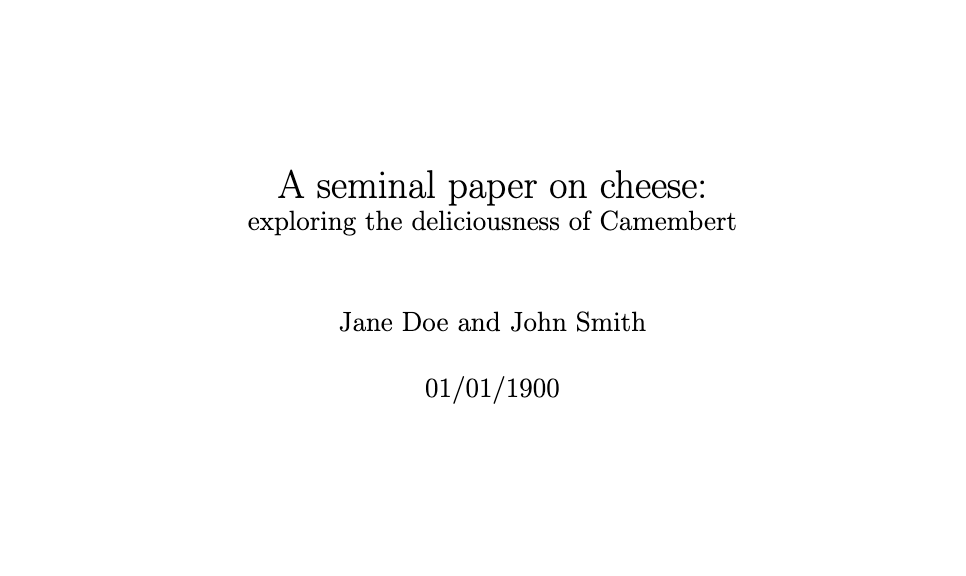 A seminal paper on cheese:
exploring the deliciousness of Camembert
Jane Doe and John Smith
01/01/1900